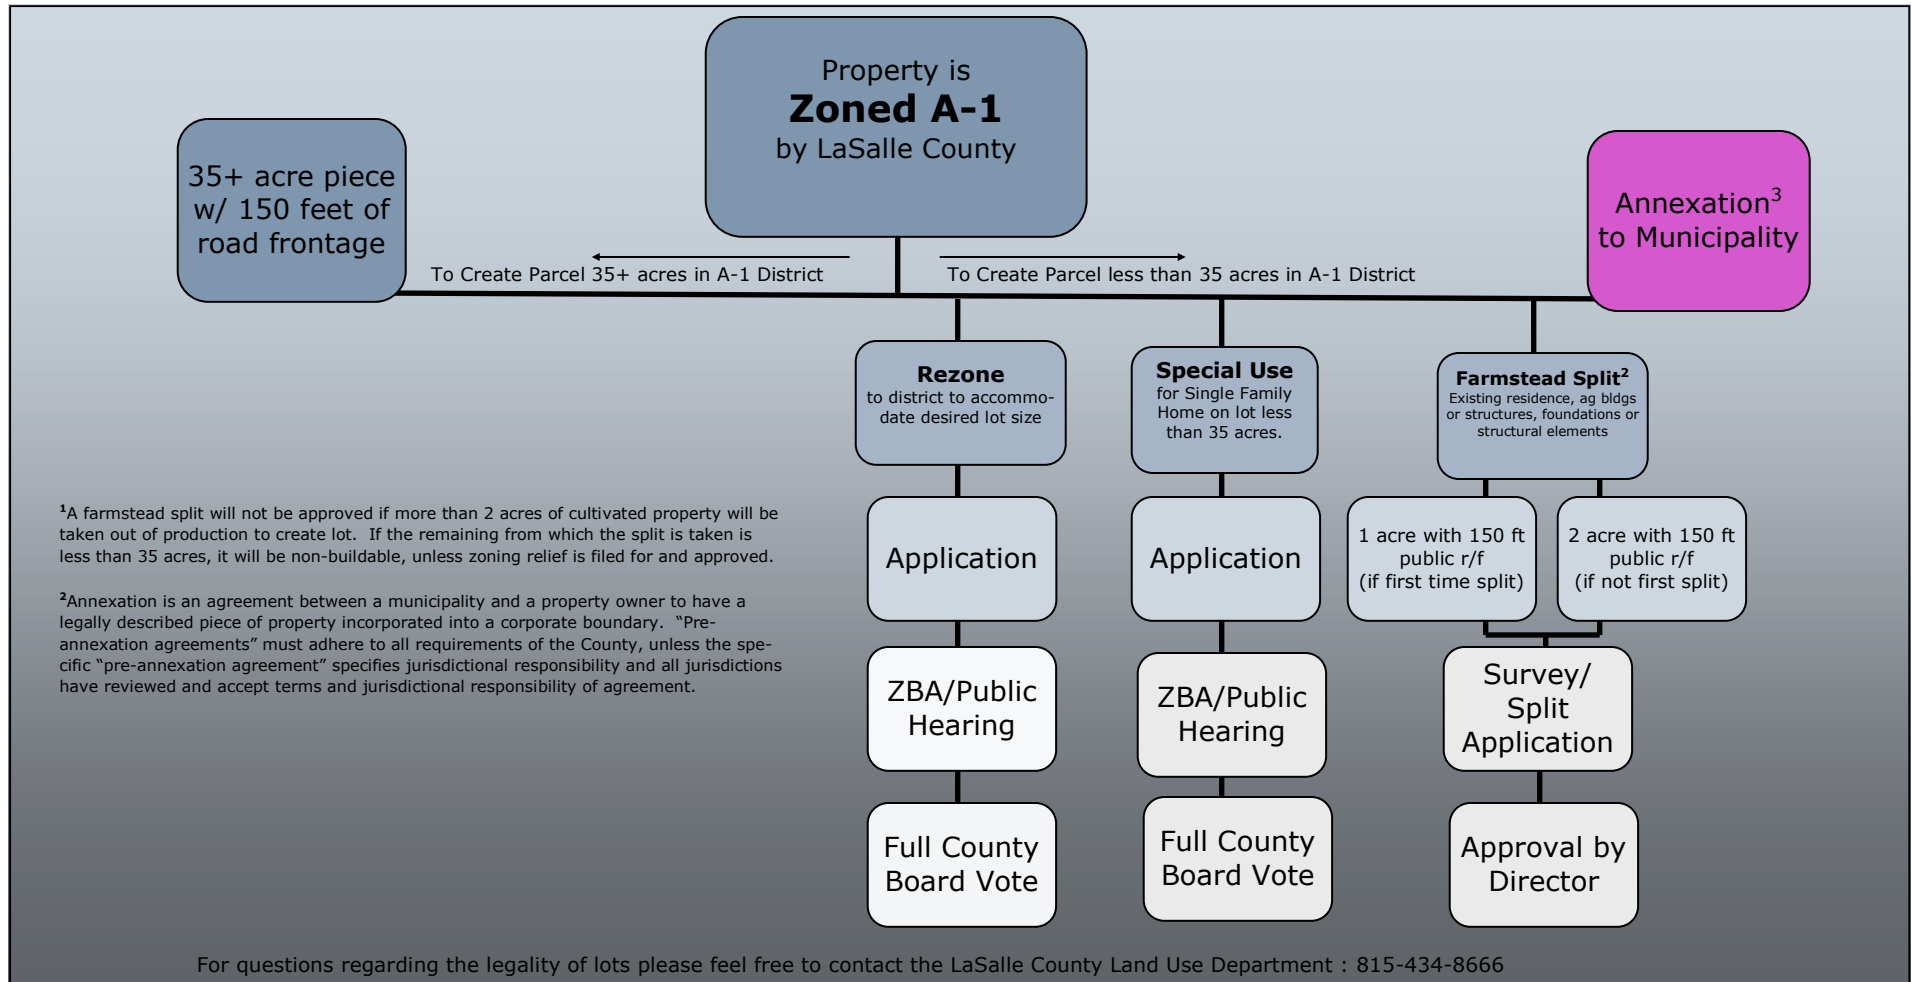 Property is
Zoned A-1
by LaSalle County
35+ acre piece
w/ 150 feet of
road frontage
Annexation3
to Municipality
To Create Parcel 35+ acres in A-1 District
To Create Parcel less than 35 acres in A-1 District
Rezone
to district to accommo-
date desired lot size
Special Use
for Single Family
Home on lot less
than 35 acres.
Farmstead Split2
Existing residence, ag bldgs
or structures, foundations or
structural elements
1A farmstead split will not be approved if more than 2 acres of cultivated property will be
taken out of production to create lot. If the remaining from which the split is taken is
less than 35 acres, it will be non-buildable, unless zoning relief is filed for and approved.
2Annexation is an agreement between a municipality and a property owner to have a
legally described piece of property incorporated into a corporate boundary. “Pre-
annexation agreements” must adhere to all requirements of the County, unless the spe-
cific “pre-annexation agreement” specifies jurisdictional responsibility and all jurisdictions
have reviewed and accept terms and jurisdictional responsibility of agreement.
Application
Application
1 acre with 150 ft
public r/f
(if first time split)
2 acre with 150 ft
public r/f
(if not first split)
ZBA/Public
Hearing
ZBA/Public
Hearing
Survey/
Split
Application
Full County
Board Vote
Full County
Board Vote
Approval by
Director
For questions regarding the legality of lots please feel free to contact the LaSalle County Land Use Department : 815-434-8666